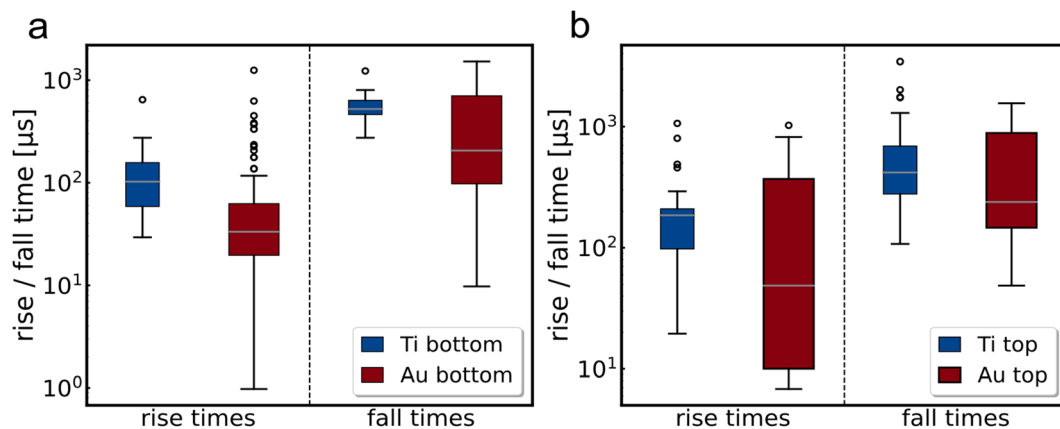 a
rise / fall time [μs]
10³
10²
10¹
10⁰
Ti bottom
Au bottom
rise times
fall times
b
rise / fall time [μs]
10³
10²
10¹
Ti top
Au top
rise times
fall times